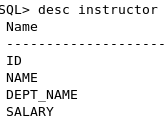 SQL> desc instructor
Name
--------------------
ID
NAME
DEPT_NAME
SALARY